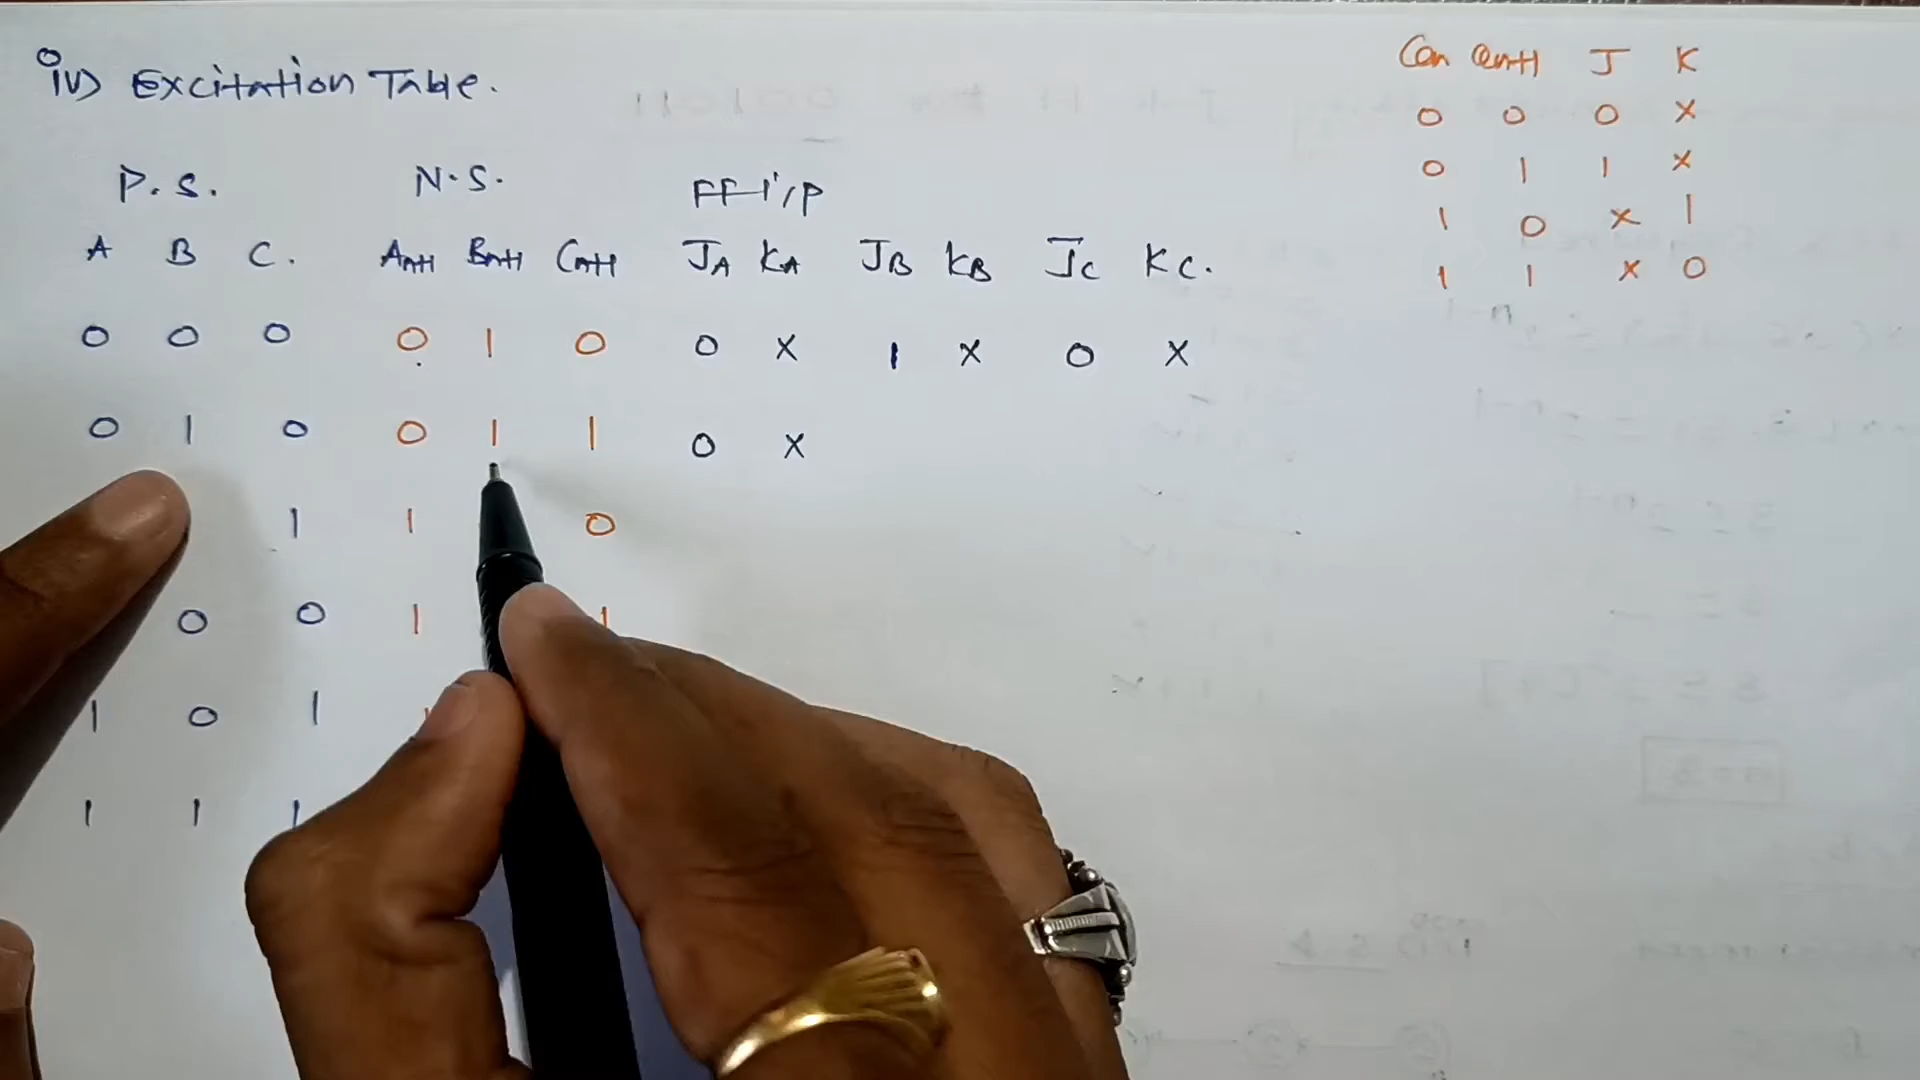 iv) Excitation Table.
Qn Qn+1 J K
0 0 0 x
0 1 1 x
1 0 x 1
1 1 x 0
P.S. N.S. FF i/p
A B C. An+1 Bn+1 Cn+1 JA KA JB KB JC KC.
0 0 0 0 1 0 0 x 1 x 0 x
0 1 0 0 1 1 0 x
1 1 0
0 0 1 1
1 0 1
1 1 1